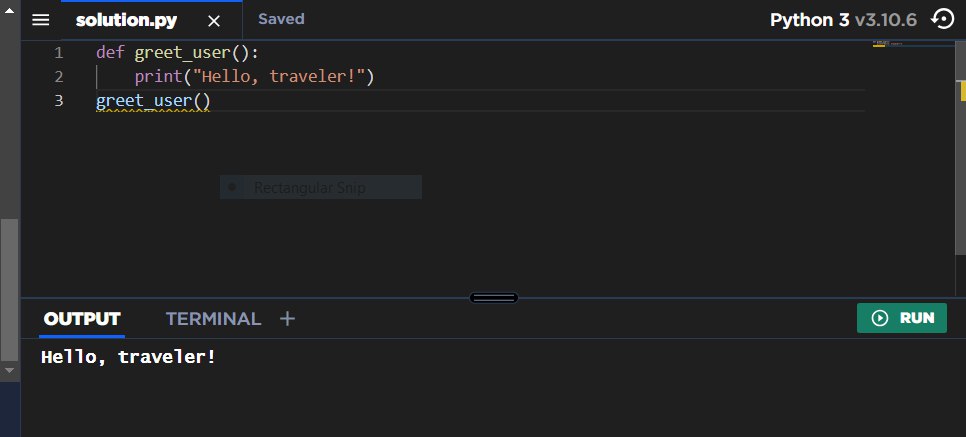 solution.py × Saved Python 3 v3.10.6
1 def greet_user():
2     print("Hello, traveler!")
3 greet_user()
Rectangular Snip
OUTPUT TERMINAL + RUN
Hello, traveler!